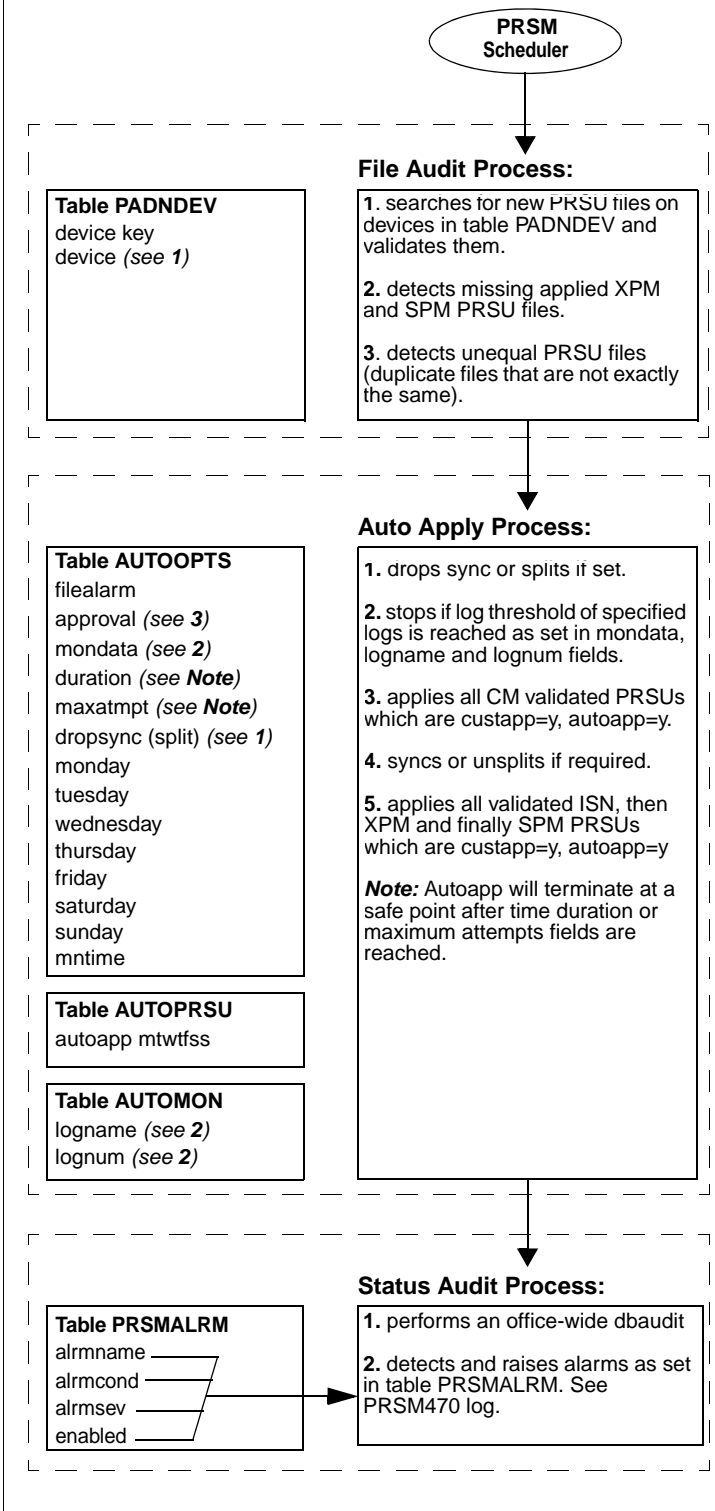 PRSM
Scheduler
File Audit Process:
Table PADNDEV
device key
device (see 1)
1. searches for new PRSU files on
devices in table PADNDEV and
validates them.
2. detects missing applied XPM
and SPM PRSU files.
3. detects unequal PRSU files
(duplicate files that are not exactly
the same).
Auto Apply Process:
Table AUTOOPTS
filealarm
approval (see 3)
mondata (see 2)
duration (see Note)
maxatmpt (see Note)
dropsync (split) (see 1)
monday
tuesday
wednesday
thursday
friday
saturday
sunday
mntime
Table AUTOPRSU
autoapp mtwtfss
Table AUTOMON
logname (see 2)
lognum (see 2)
1. drops sync or splits if set.
2. stops if log threshold of specified
logs is reached as set in mondata,
logname and lognum fields.
3. applies all CM validated PRSUs
which are custapp=y, autoapp=y.
4. syncs or unsplits if required.
5. applies all validated ISN, then
XPM and finally SPM PRSUs
which are custapp=y, autoapp=y
Note: Autoapp will terminate at a
safe point after time duration or
maximum attempts fields are
reached.
Status Audit Process:
Table PRSMALRM
alrmname
alrmcond
alrmsev
enabled
1. performs an office-wide dbaudit
2. detects and raises alarms as set
in table PRSMALRM. See
PRSM470 log.